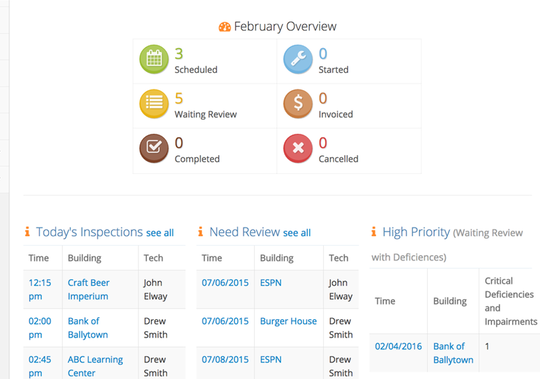 February Overview
3
Scheduled
0
Started
5
Waiting Review
0
Invoiced
0
Completed
0
Cancelled
Today's Inspections see all
Time Building Tech
12:15 pm Craft Beer Imperium John Elway
02:00 pm Bank of Ballytown Drew Smith
02:45 pm ABC Learning Center Drew Smith
Need Review see all
Time Building Tech
07/06/2015 ESPN John Elway
07/06/2015 Burger House Drew Smith
07/08/2015 ESPN Drew Smith
High Priority (Waiting Review
with Deficiences)
Time Building Critical Deficiencies and Impairments
02/04/2016 Bank of Ballytown 1